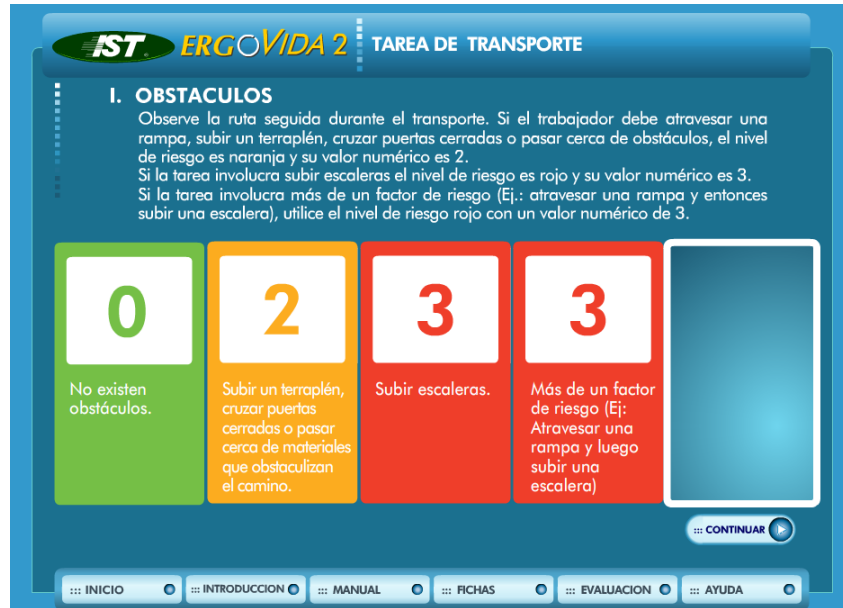 IST. ERGOVIDA 2 TAREA DE TRANSPORTE
I. OBSTACULOS
Observe la ruta seguida durante el transporte. Si el trabajador debe atravesar una
rampa, subir un terraplén, cruzar puertas cerradas o pasar cerca de obstáculos, el nivel
de riesgo es naranja y su valor numérico es 2.
Si la tarea involucra subir escaleras el nivel de riesgo es rojo y su valor numérico es 3.
Si la tarea involucra más de un factor de riesgo (Ej.: atravesar una rampa y entonces
subir una escalera), utilice el nivel de riesgo rojo con un valor numérico de 3.
0
No existen
obstáculos.
2
Subir un terraplén,
cruzar puertas
cerradas o pasar
cerca de materiales
que obstaculizan
el camino.
3
Subir escaleras.
3
Más de un factor
de riesgo (Ej:
Atravesar una
rampa y luego
subir una
escalera)
::: CONTINUAR
::: INICIO
::: INTRODUCCION
::: MANUAL
::: FICHAS
::: EVALUACION
::: AYUDA